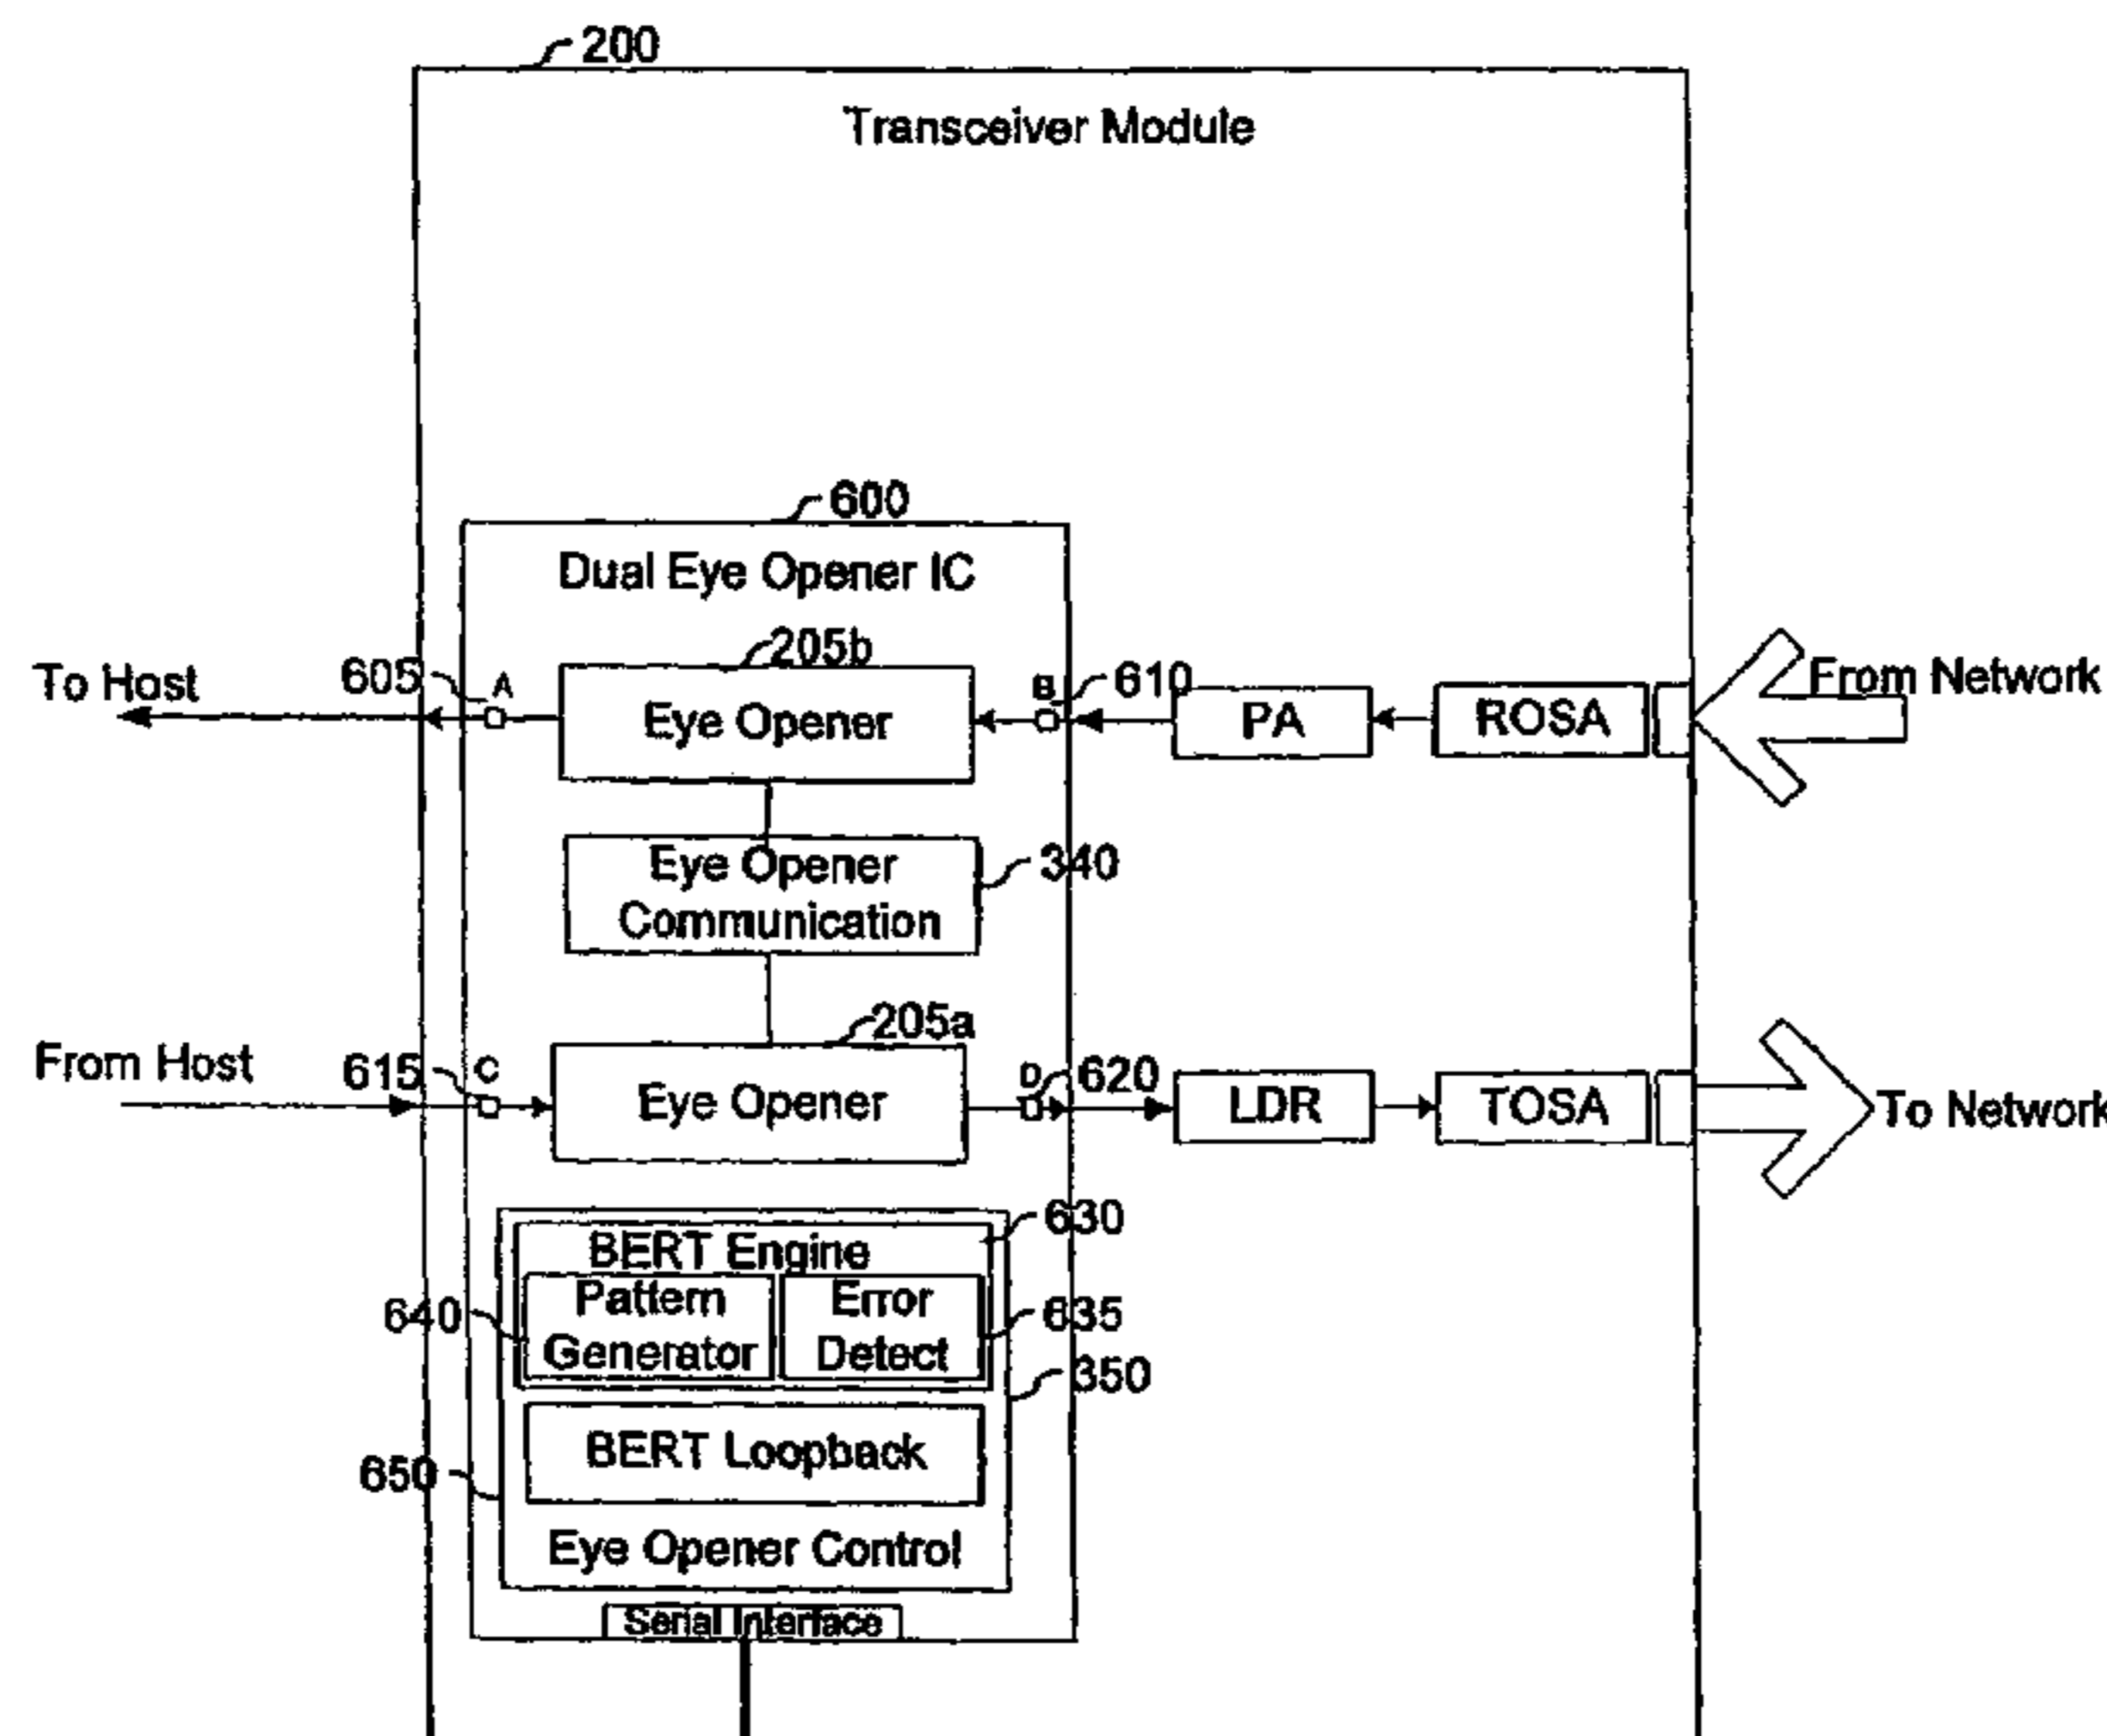 200
Transceiver Module
600
Dual Eye Opener IC
205b
To Host
605
A
Eye Opener
B
610
PA
ROSA
From Network
Eye Opener
Communication
340
205a
From Host
615
C
Eye Opener
D
620
LDR
TOSA
To Network
630
BERT Engine
640
Pattern
Generator
Error
Detect
635
350
BERT Loopback
650
Eye Opener Control
Serial Interface